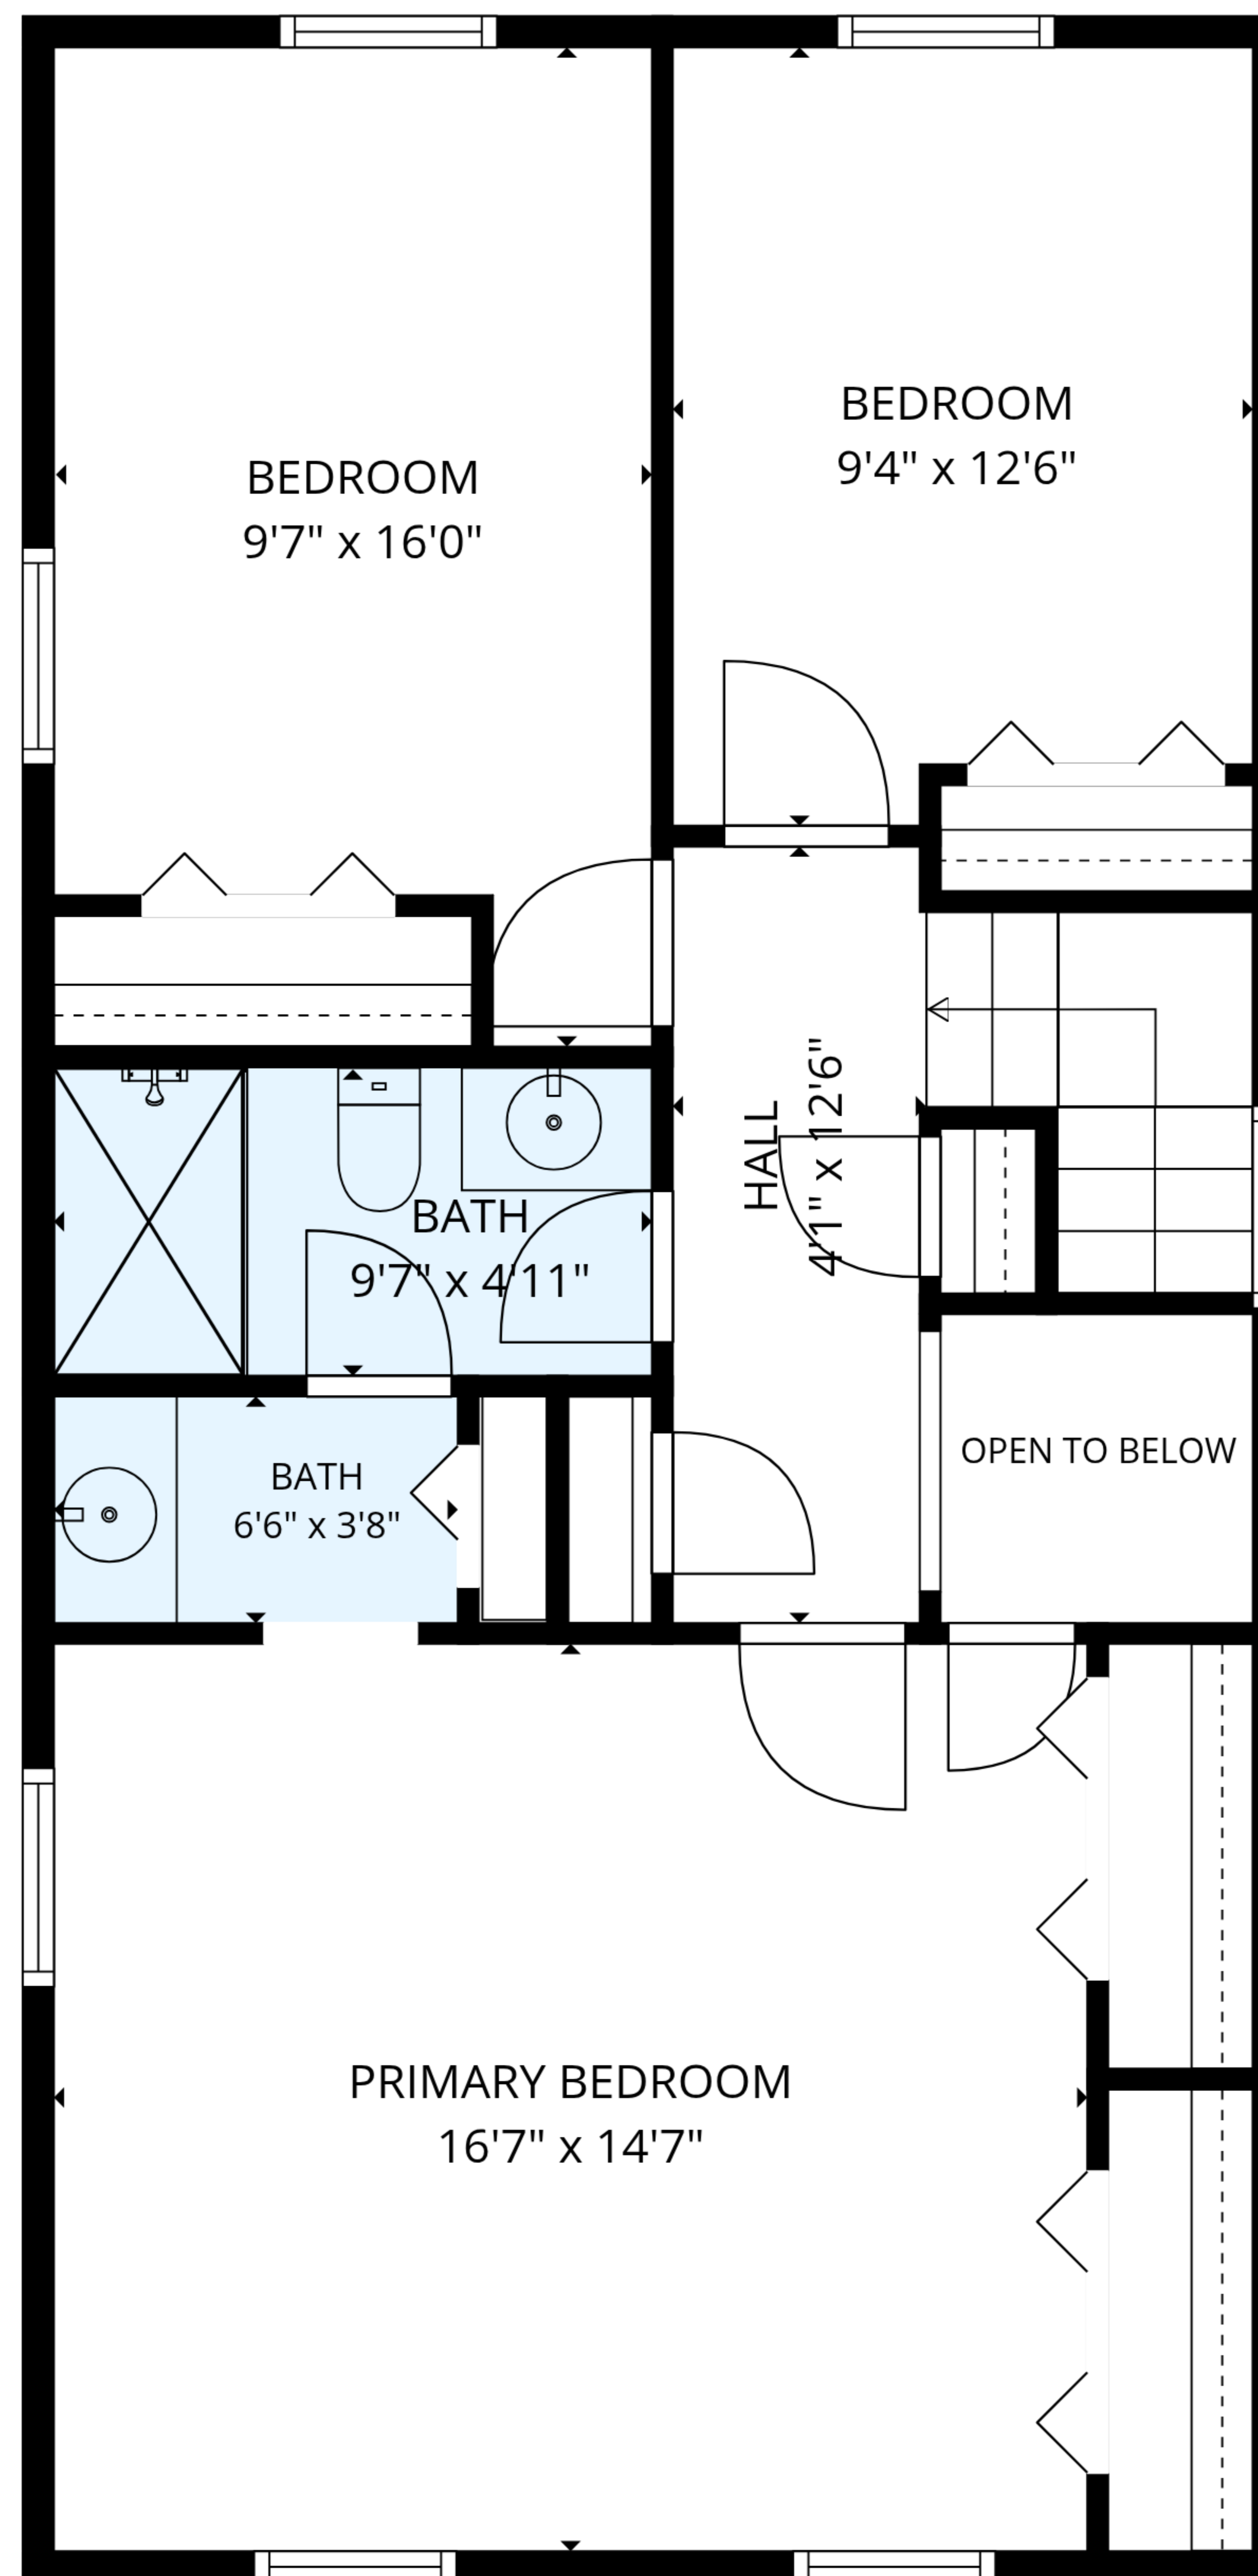 BEDROOM
9'4" x 12'6"
BEDROOM
9'7" x 16'0"
HALL
4'1" x 12'6"
BATH
9'7" x 4'11"
OPEN TO BELOW
BATH
6'6" x 3'8"
PRIMARY BEDROOM
16'7" x 14'7"